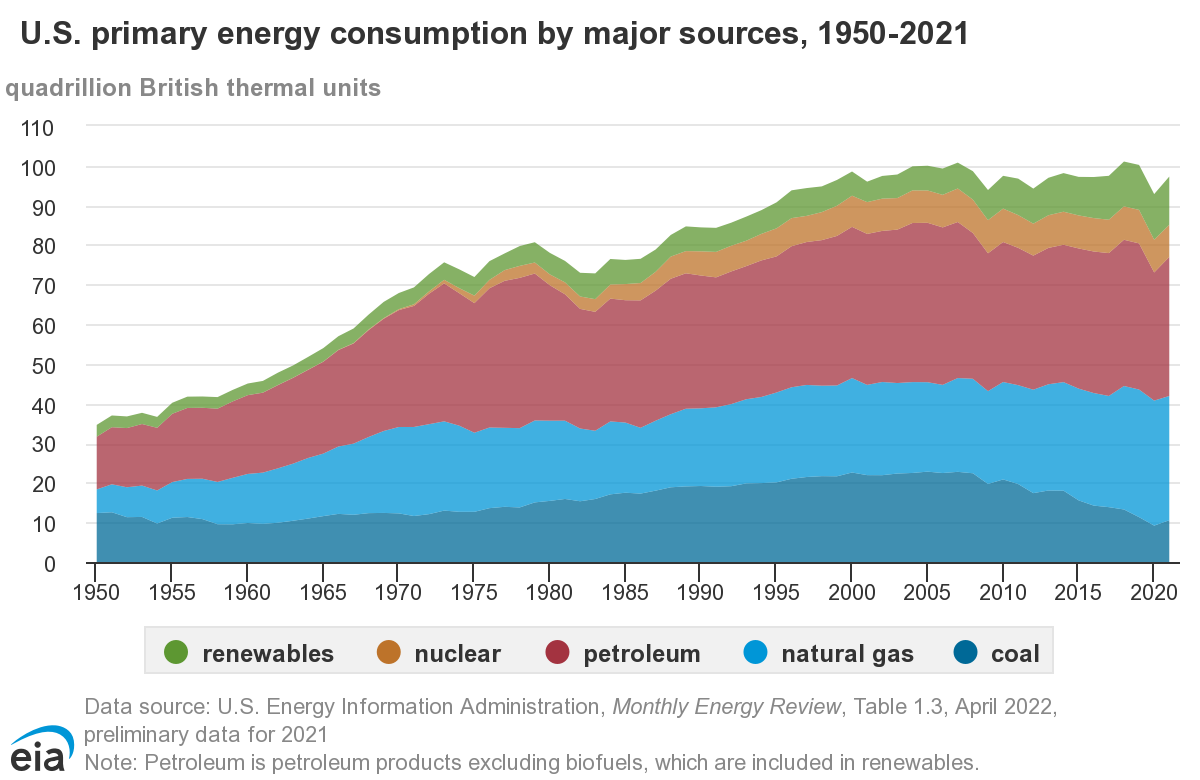 U.S. primary energy consumption by major sources, 1950-2021
quadrillion British thermal units
110
100
90
80
70
60
50
40
30
20
10
0
1950 1955 1960 1965 1970 1975 1980 1985 1990 1995 2000 2005 2010 2015 2020
renewables nuclear petroleum natural gas coal
Data source: U.S. Energy Information Administration, Monthly Energy Review, Table 1.3, April 2022,
preliminary data for 2021
Note: Petroleum is petroleum products excluding biofuels, which are included in renewables.
eia